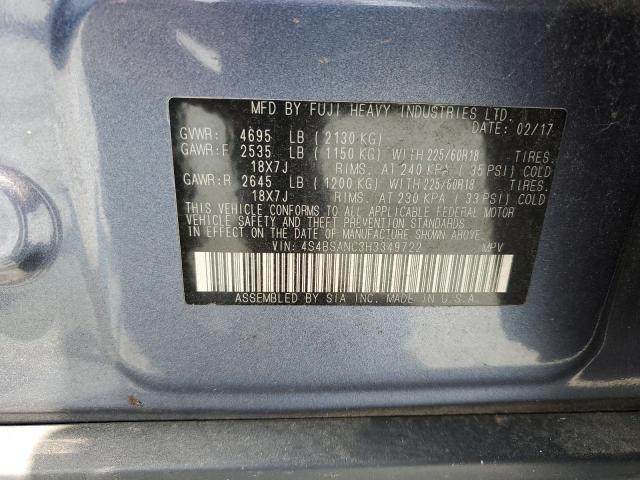 MFD BY FUJI HEAVY INDUSTRIES LTD.
DATE: 02/17
GVWR: 4695 LB (2130 KG)
GAWR:F 2535 LB (1150 KG) WITH 225/60R18 TIRES.
18X7J RIMS. AT 240 KPA (35 PSI) COLD
GAWR:R 2645 LB (1200 KG) WITH 225/60R18 TIRES.
18X7J RIMS. AT 230 KPA (33 PSI) COLD
THIS VEHICLE CONFORMS TO ALL APPLICABLE FEDERAL MOTOR
VEHICLE SAFETY AND THEFT PREVENTION STANDARDS
IN EFFECT ON THE DATE OF MANUFACTURE SHOWN ABOVE.
VIN: 4S4BSANC3H3349722 MPV
ASSEMBLED BY SIA INC. MADE IN U.S.A.